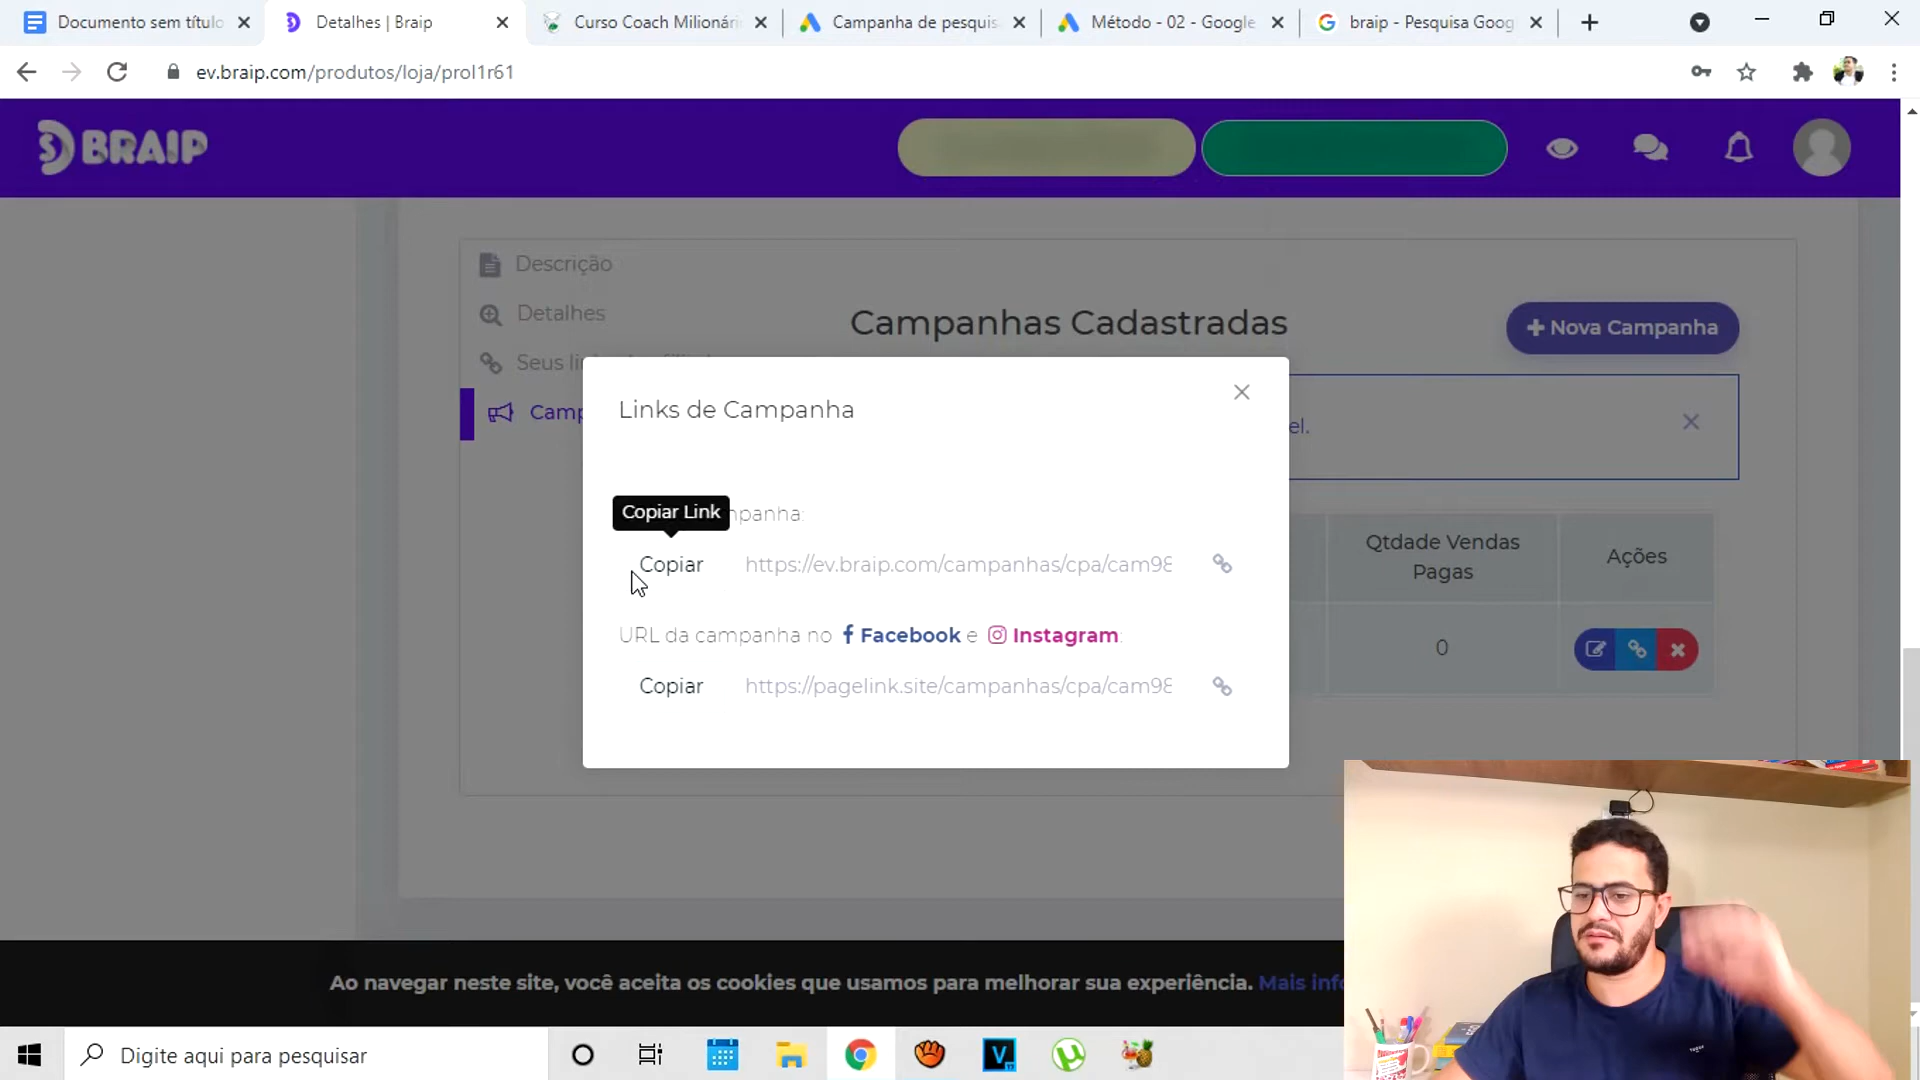 Documento sem título
Detalhes | Braip
Curso Coach Milionári
Campanha de pesquis
Método - 02 - Google
braip - Pesquisa Goog
ev.braip.com/produtos/loja/prol1r61
BRAIP
Descrição
Detalhes
Campanhas Cadastradas
Nova Campanha
Seus
Camp
el.
Links de Campanha
Copiar Link
mpanha:
Copiar
https://ev.braip.com/campanhas/cpa/cam98
Qtdade Vendas
Pagas
Ações
URL da campanha no Facebook e Instagram:
0
Copiar
https://pagelink.site/campanhas/cpa/cam98
Ao navegar neste site, você aceita os cookies que usamos para melhorar sua experiência. Mais info
Digite aqui para pesquisar